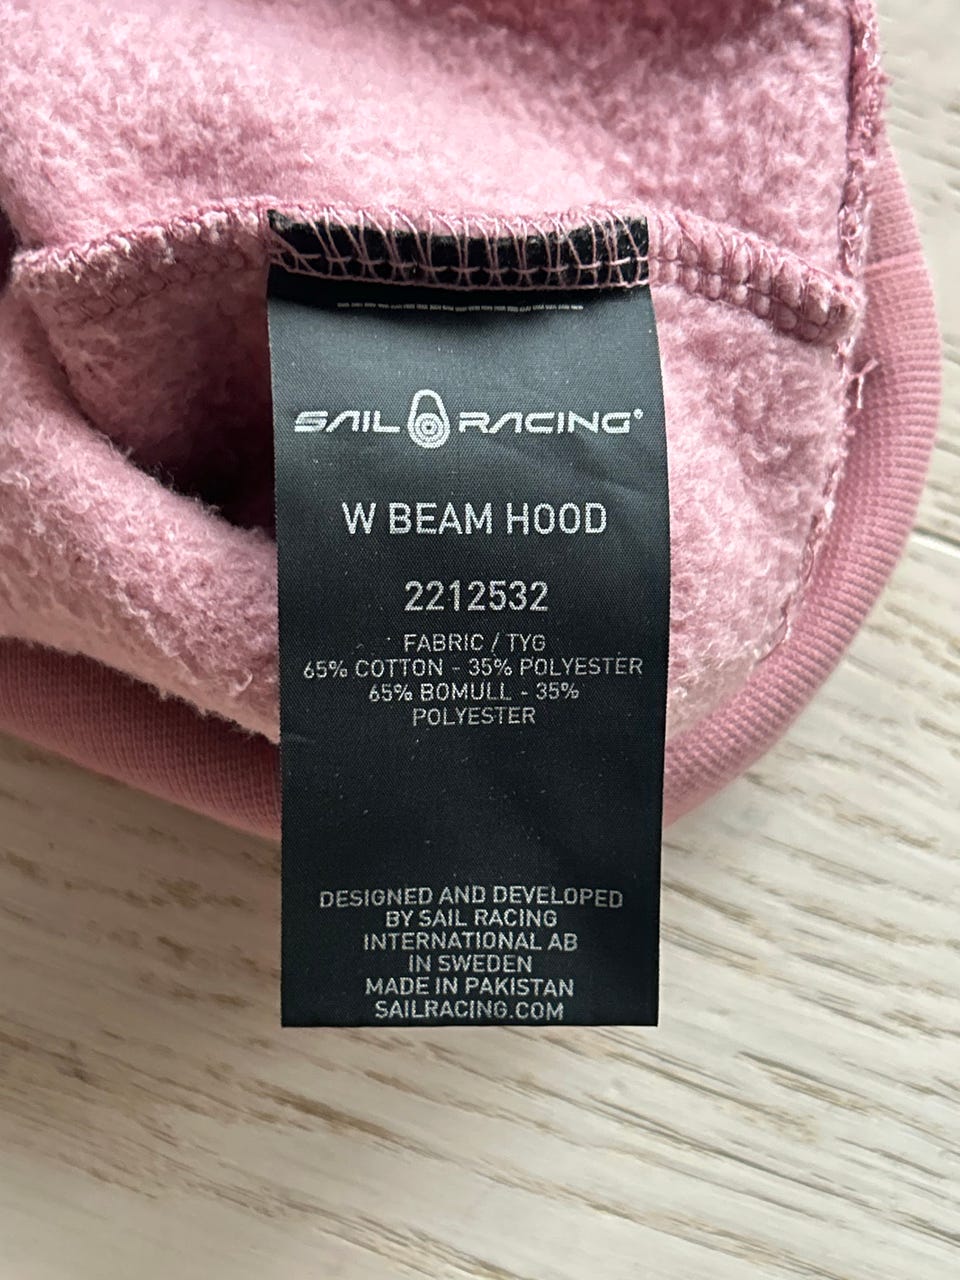 SAIL RACING®
W BEAM HOOD
2212532
FABRIC / TYG
65% COTTON - 35% POLYESTER
65% BOMULL - 35%
POLYESTER
DESIGNED AND DEVELOPED
BY SAIL RACING
INTERNATIONAL AB
IN SWEDEN
MADE IN PAKISTAN
SAILRACING.COM